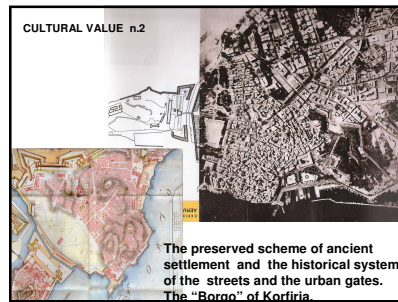 CULTURAL VALUE n.2
The preserved scheme of ancient
settlement and the historical system
of the streets and the urban gates.
The “Borgo” of Korfiria.